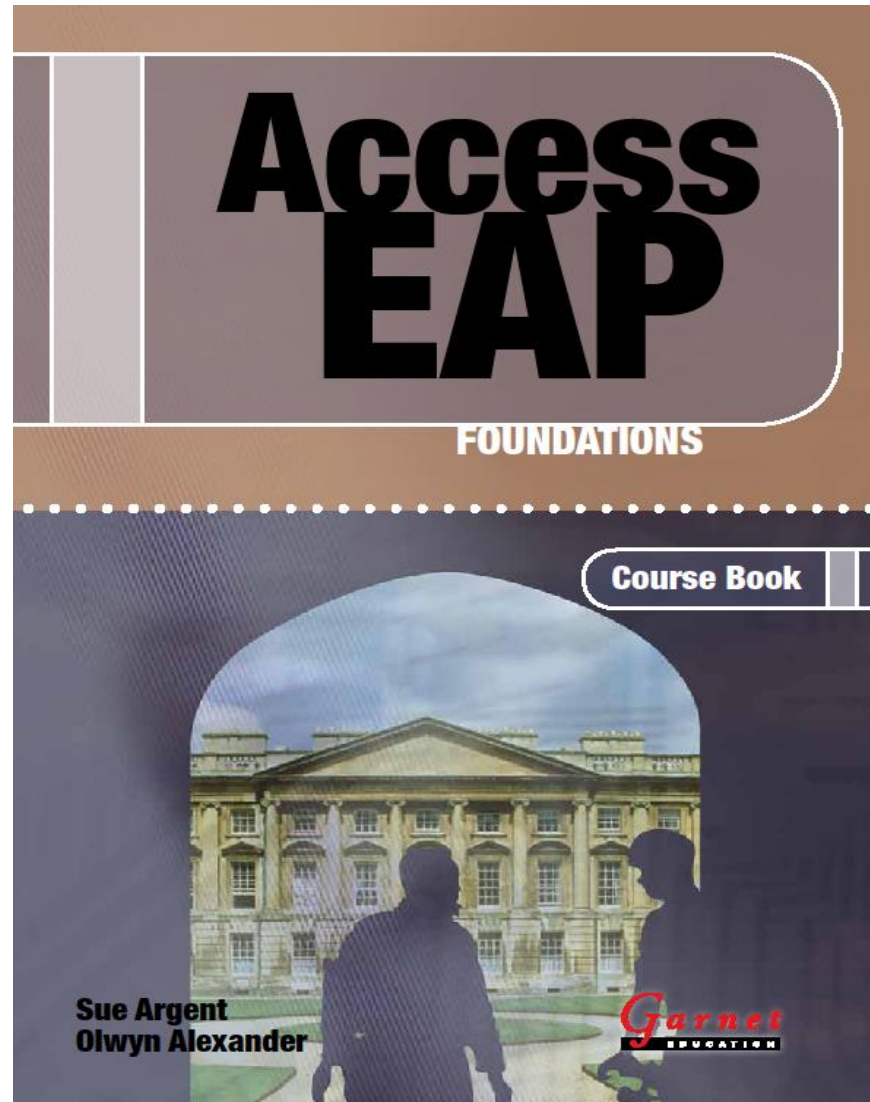 Access
EAP
FOUNDATIONS
Course Book
Sue Argent
Olwyn Alexander
Garnet
EDUCATION